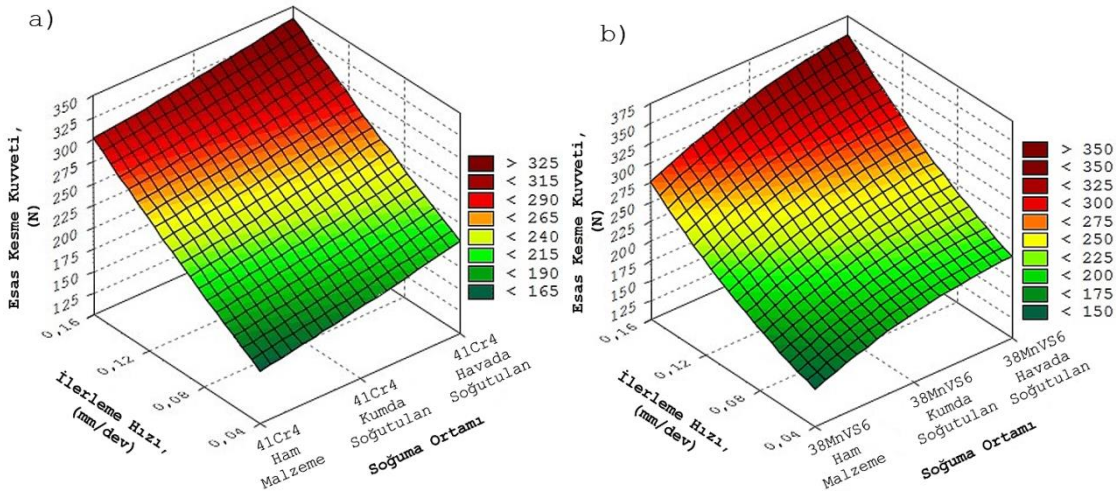 a)
Esas Kesme Kuvveti,
(N)
350
325
300
275
250
225
200
175
150
125
0,16
0,12
0,08
0,04
İlerleme Hızı,
(mm/dev)
41Cr4
Ham
Malzeme
41Cr4
Kumda
Soğutulan
41Cr4
Havada
Soğutulan
Soğuma Ortamı
> 325
< 315
< 290
< 265
< 240
< 215
< 190
< 165
b)
Esas Kesme Kuvveti,
(N)
375
350
325
300
275
250
225
200
175
150
125
0,16
0,12
0,08
0,04
İlerleme Hızı,
(mm/dev)
38MnVS6
Ham
Malzeme
38MnVS6
Kumda
Soğutulan
38MnVS6
Havada
Soğutulan
Soğuma Ortamı
> 350
< 350
< 325
< 300
< 275
< 250
< 225
< 200
< 175
< 150